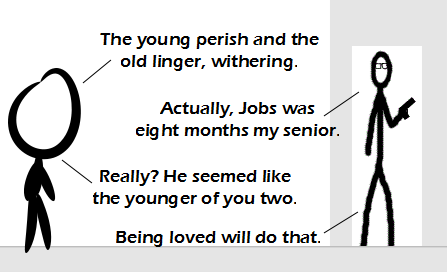 The young perish and the
old linger, withering.
Actually, Jobs was
eight months my senior.
Really? He seemed like
the younger of you two.
Being loved will do that.